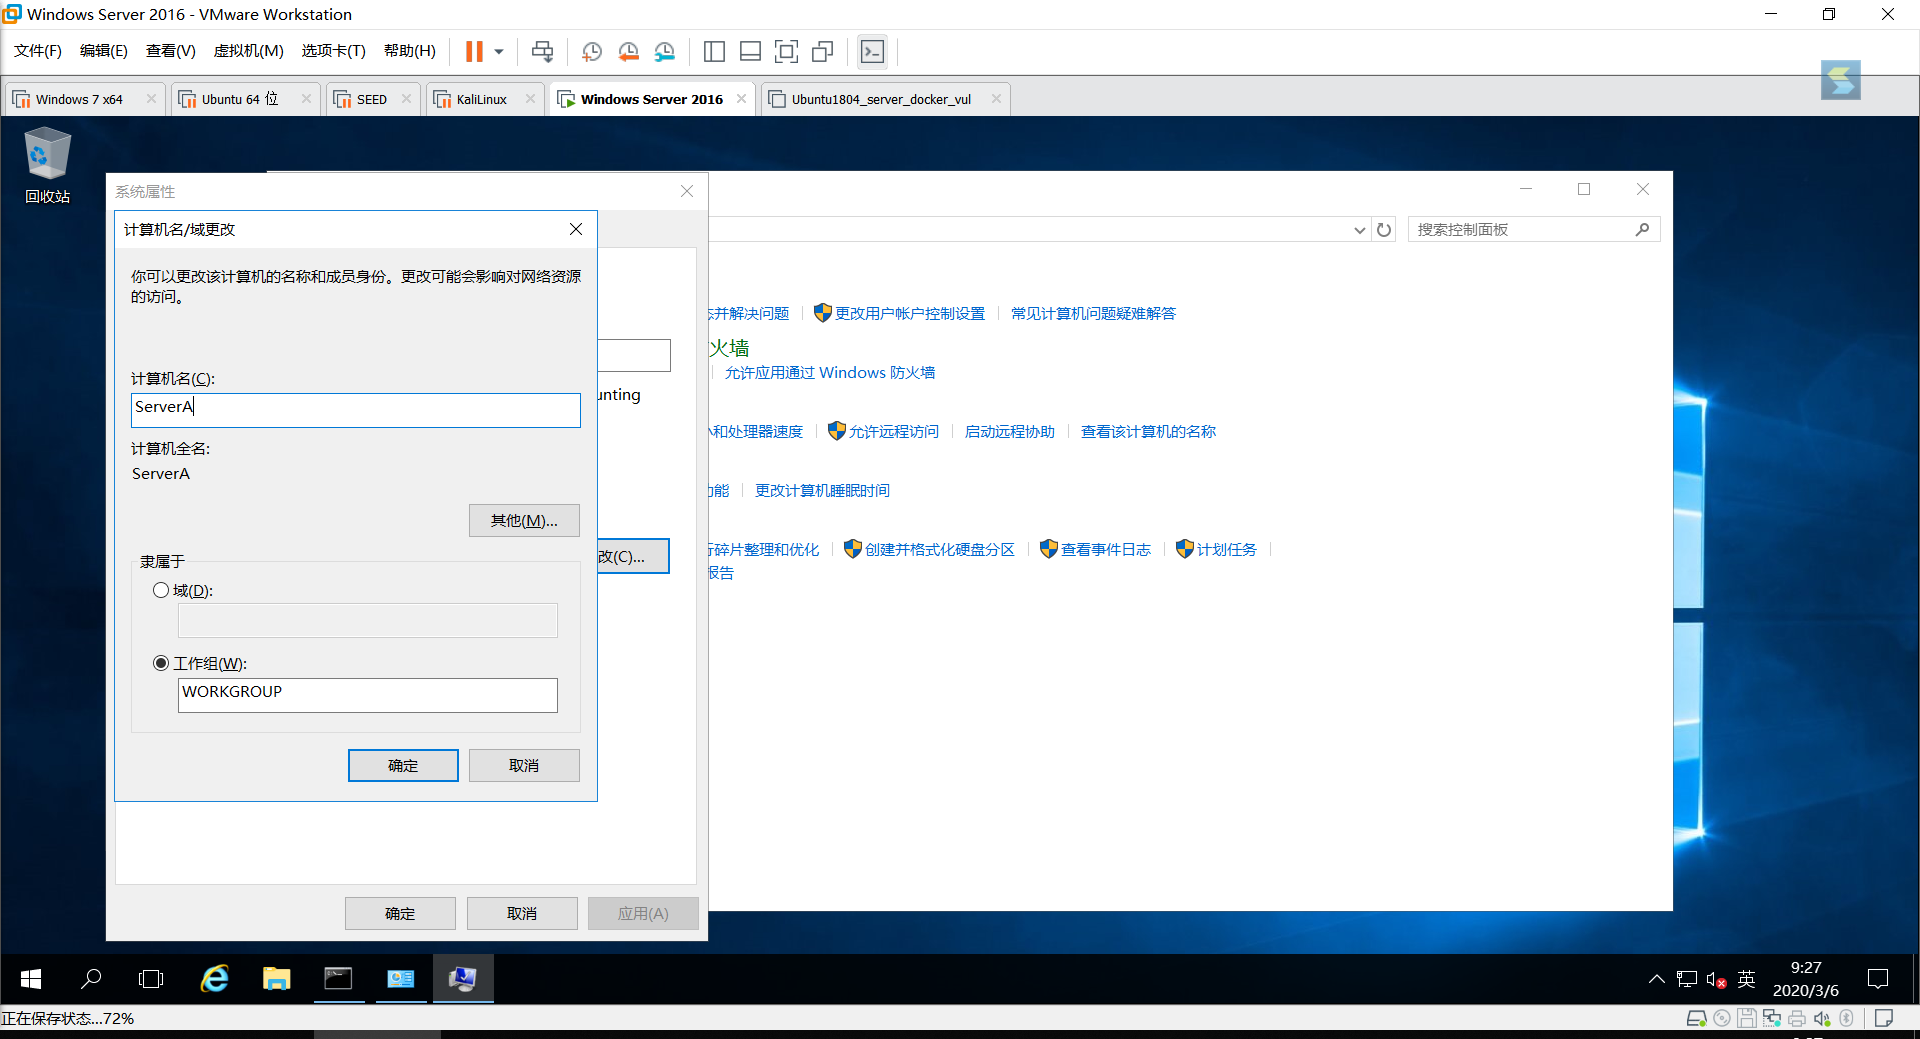 Windows Server 2016 - VMware Workstation
文件(F) 编辑(E) 查看(V) 虚拟机(M) 选项卡(T) 帮助(H)
Windows 7 x64 Ubuntu 64 位 SEED KaliLinux Windows Server 2016 Ubuntu1804_server_docker_vul
回收站
系统属性
计算机名/域更改
搜索控制面板
你可以更改该计算机的名称和成员身份。更改可能会影响对网络资源
的访问。
并解决问题 更改用户帐户控制设置 常见计算机问题疑难解答
火墙
允许应用通过 Windows 防火墙
计算机名(C):
unting
ServerA
和处理器速度 允许远程访问 启动远程协助 查看该计算机的名称
计算机全名:
ServerA
能 更改计算机睡眠时间
其他(M)...
碎片整理和优化 创建并格式化硬盘分区 查看事件日志 计划任务
改(C)...
报告
隶属于
域(D):
工作组(W):
WORKGROUP
确定 取消
确定 取消 应用(A)
英
9:27
2020/3/6
正在保存状态...72%